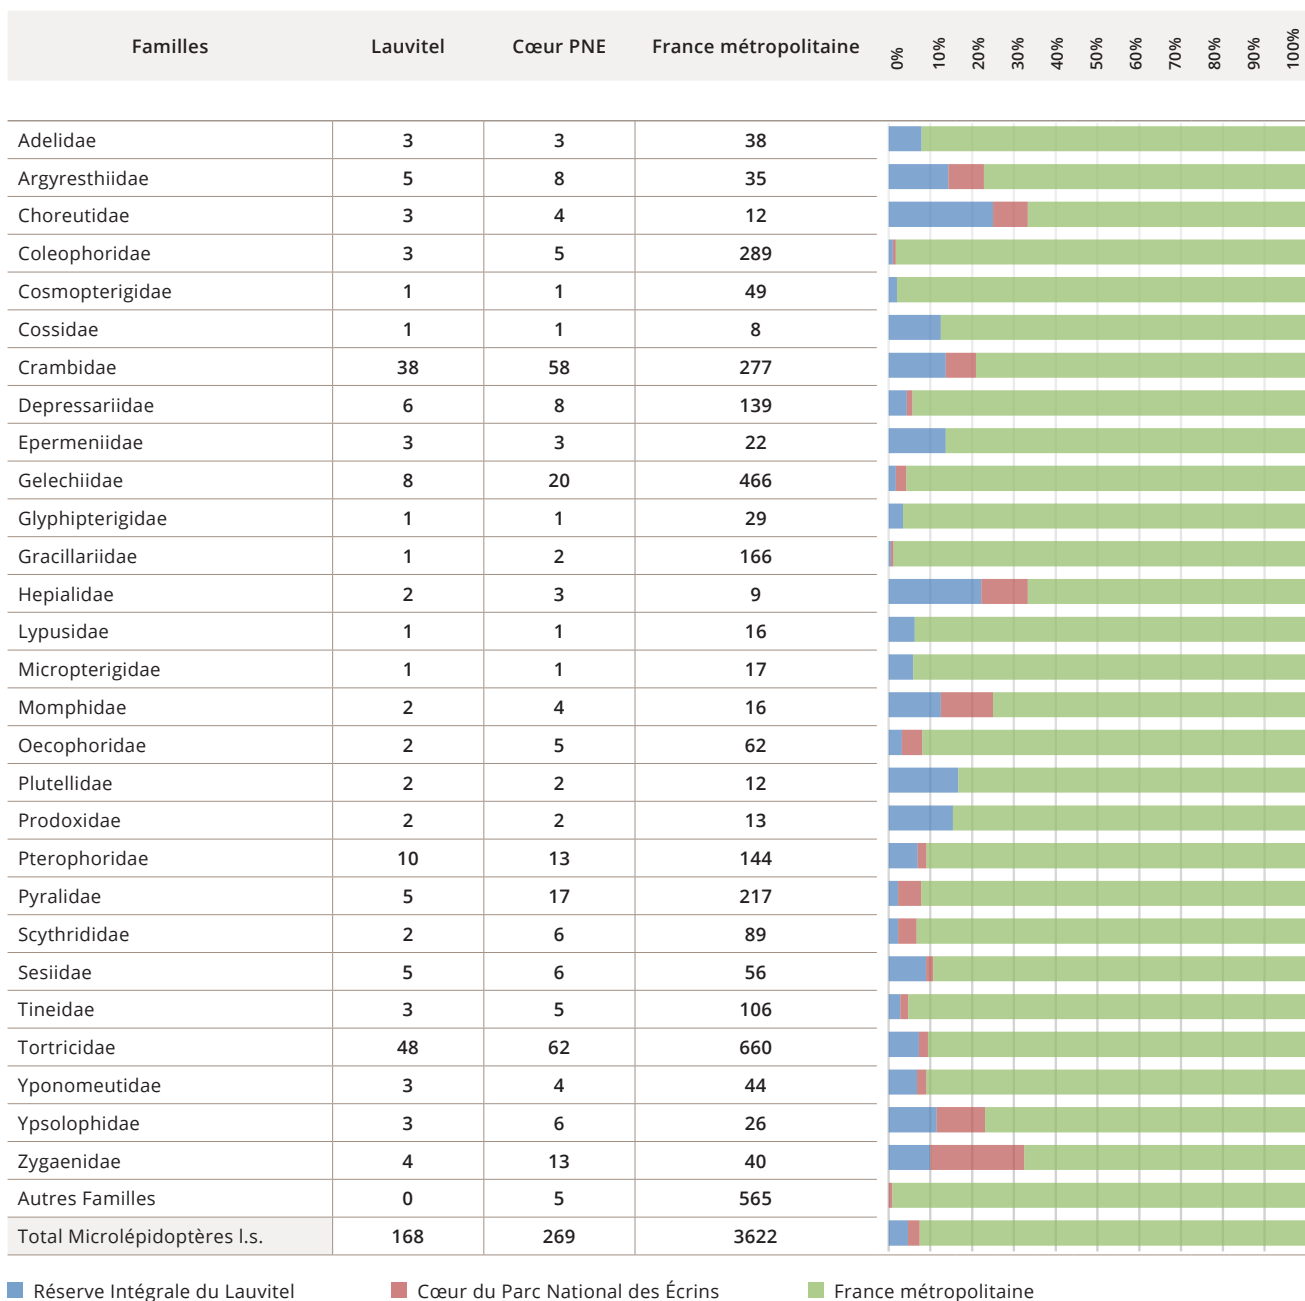 Familles Lauvitel Cœur PNE France métropolitaine 0% 10% 20% 30% 40% 50% 60% 70% 80% 90% 100%
Adelidae 3 3 38
Argyresthiidae 5 8 35
Choreutidae 3 4 12
Coleophoridae 3 5 289
Cosmopterigidae 1 1 49
Cossidae 1 1 8
Crambidae 38 58 277
Depressariidae 6 8 139
Epermeniidae 3 3 22
Gelechiidae 8 20 466
Glyphipterigidae 1 1 29
Gracillariidae 1 2 166
Hepialidae 2 3 9
Lypusidae 1 1 16
Micropterigidae 1 1 17
Momphidae 2 4 16
Oecophoridae 2 5 62
Plutellidae 2 2 12
Prodoxidae 2 2 13
Pterophoridae 10 13 144
Pyralidae 5 17 217
Scythrididae 2 6 89
Sesiidae 5 6 56
Tineidae 3 5 106
Tortricidae 48 62 660
Yponomeutidae 3 4 44
Ypsolophidae 3 6 26
Zygaenidae 4 13 40
Autres Familles 0 5 565
Total Microlépidoptères l.s. 168 269 3622
Réserve Intégrale du Lauvitel Cœur du Parc National des Écrins France métropolitaine